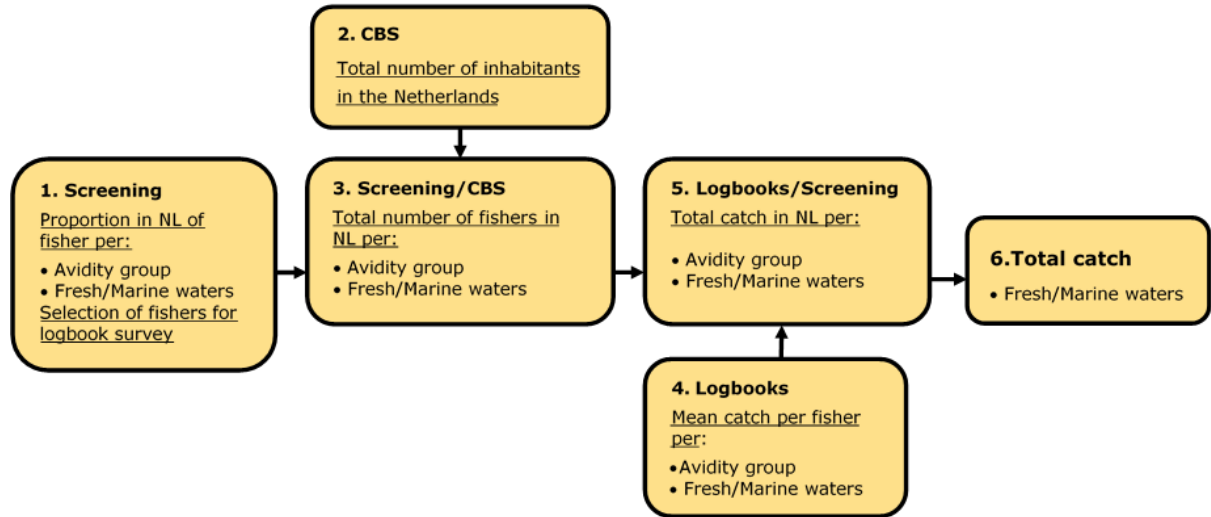 2. CBS
Total number of inhabitants
in the Netherlands
1. Screening
Proportion in NL of
fisher per:
• Avidity group
• Fresh/Marine waters
Selection of fishers for
logbook survey
3. Screening/CBS
Total number of fishers in
NL per:
• Avidity group
• Fresh/Marine waters
5. Logbooks/Screening
Total catch in NL per:
• Avidity group
• Fresh/Marine waters
6.Total catch
• Fresh/Marine waters
4. Logbooks
Mean catch per fisher
per:
•Avidity group
• Fresh/Marine waters